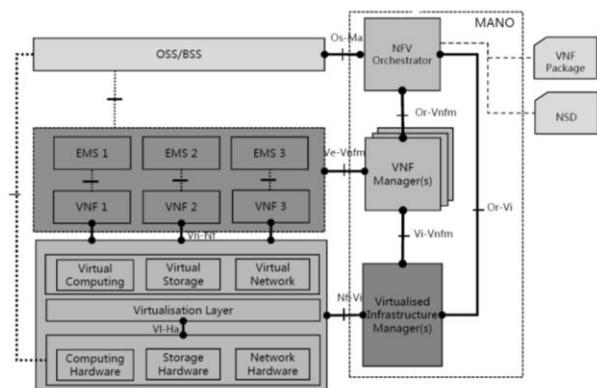 MANO
Os-Ma
OSS/BSS
NFV
Orchestrator
VNF
Package
NSD
Or-Vnfm
EMS 1
EMS 2
EMS 3
Ve-Vnfm
VNF
Manager(s)
VNF 1
VNF 2
VNF 3
Or-Vi
Vn-Nf
Vi-Vnfm
Virtual
Computing
Virtual
Storage
Virtual
Network
Nf-Vi
Virtualised
Infrastructure
Manager(s)
Virtualisation Layer
Vl-Ha
Computing
Hardware
Storage
Hardware
Network
Hardware